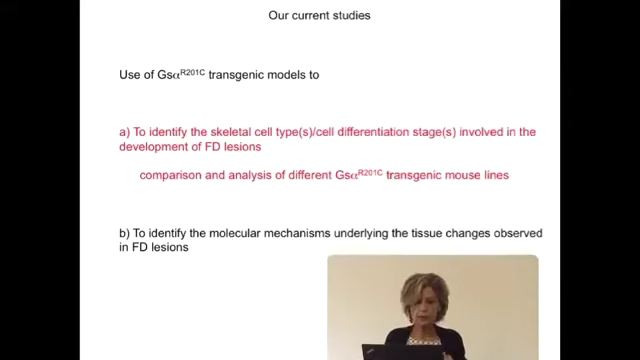 Our current studies
Use of GsαR201C transgenic models to
a) To identify the skeletal cell type(s)/cell differentiation stage(s) involved in the
development of FD lesions
comparison and analysis of different GsαR201C transgenic mouse lines
b) To identify the molecular mechanisms underlying the tissue changes observed
in FD lesions